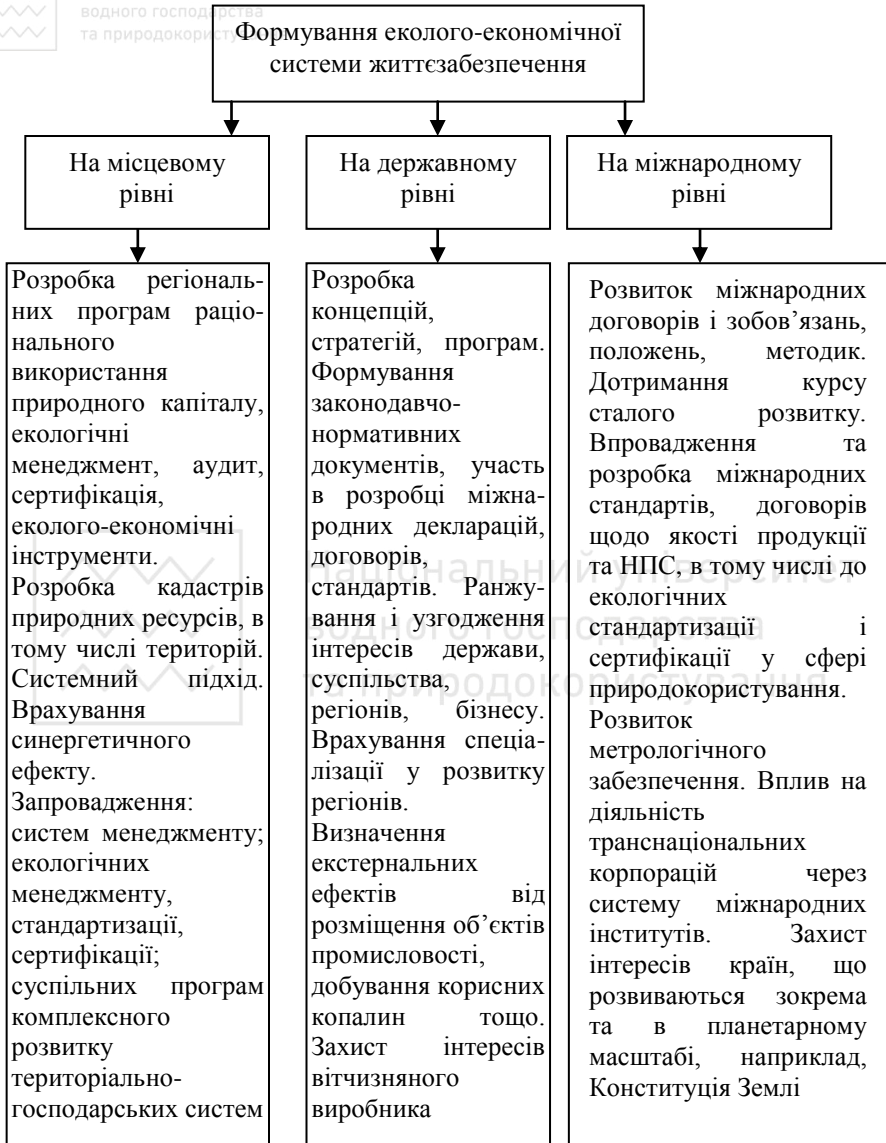 водного господарства
та природокористу
Формування еколого-економічної
системи життєзабезпечення
На місцевому
рівні
На державному
рівні
На міжнародному
рівні
Розробка регіональ-
них програм раціо-
нального
використання
природного капіталу,
екологічні
менеджмент, аудит,
сертифікація,
еколого-економічні
інструменти.
Розробка кадастрів
природних ресурсів, в
тому числі територій.
Системний підхід.
Врахування
синергетичного
ефекту.
Запровадження:
систем менеджменту;
екологічних
менеджменту,
стандартизації,
сертифікації;
суспільних програм
комплексного
розвитку
територіально-
господарських систем
Розробка
концепцій,
стратегій, програм.
Формування
законодавчо-
нормативних
документів, участь
в розробці міжна-
родних декларацій,
договорів,
стандартів. Ранжу-
вання і узгодження
інтересів держави,
суспільства,
регіонів, бізнесу.
Врахування спеціа-
лізації у розвитку
регіонів.
Визначення
екстернальних
ефектів від
розміщення об’єктів
промисловості,
добування корисних
копалин тощо.
Захист інтересів
вітчизняного
виробника
Розвиток міжнародних
договорів і зобов’язань,
положень, методик.
Дотримання курсу
сталого розвитку.
Впровадження та
розробка міжнародних
стандартів, договорів
щодо якості продукції
та НПС, в тому числі до
екологічних
стандартизації і
сертифікації у сфері
природокористування.
Розвиток
метрологічного
забезпечення. Вплив на
діяльність
транснаціональних
корпорацій через
систему міжнародних
інститутів. Захист
інтересів країн, що
розвиваються зокрема
та в планетарному
масштабі, наприклад,
Конституція Землі
Національний університет
водного господарства
та природокористування